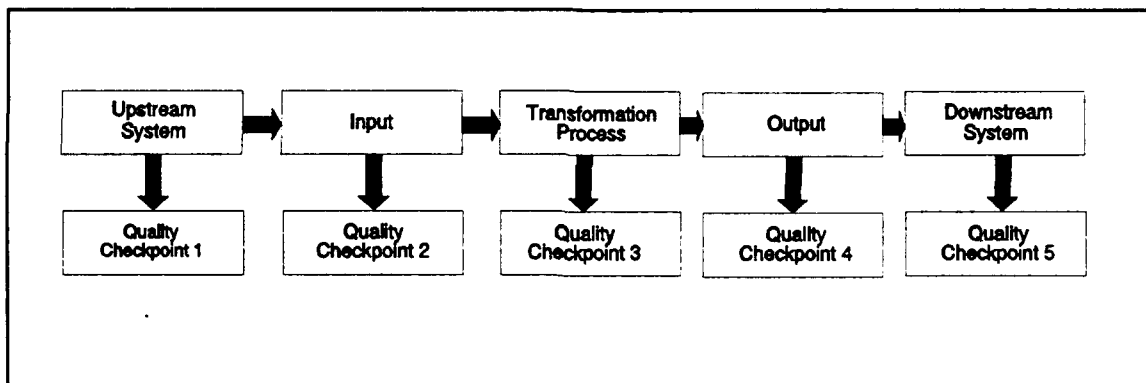 Upstream
System
Input
Transformation
Process
Output
Downstream
System
Quality
Checkpoint 1
Quality
Checkpoint 2
Quality
Checkpoint 3
Quality
Checkpoint 4
Quality
Checkpoint 5